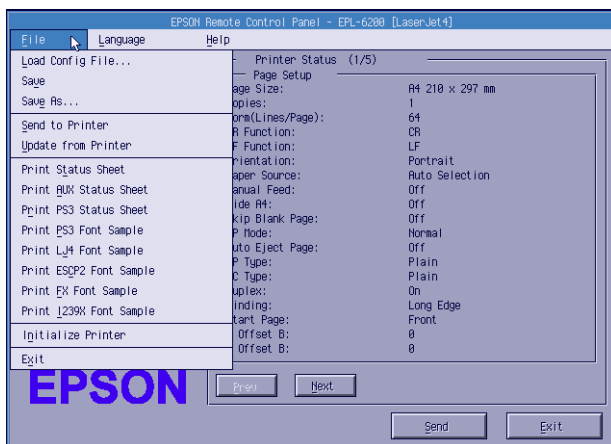 EPSON Remote Control Panel - EPL-6200 [LaserJet4]
File Language Help
Load Config File...
Save
Save As...
Send to Printer
Update from Printer
Print Status Sheet
Print AUX Status Sheet
Print PS3 Status Sheet
Print PS3 Font Sample
Print LJ4 Font Sample
Print ESCP2 Font Sample
Print FX Font Sample
Print I239X Font Sample
Initialize Printer
Exit
Printer Status (1/5)
Page Setup
age Size: A4 210 x 297 mm
opies: 1
orm(Lines/Page): 64
R Function: CR
F Function: LF
rientation: Portrait
aper Source: Auto Selection
anual Feed: Off
ide A4: Off
kip Blank Page: Off
P Mode: Normal
uto Eject Page: Off
P Type: Plain
C Type: Plain
uplex: On
inding: Long Edge
tart Page: Front
Offset B: 0
Offset B: 0
EPSON
Prev Next
Send Exit